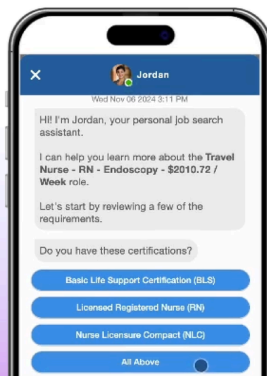 Jordan
Wed Nov 06 2024 3:11 PM
HI! I'm Jordan, your personal job search
assistant.
I can help you learn more about the Travel
Nurse - RN - Endoscopy - $2010.72 /
Week role.
Let's start by reviewing a few of the
requirements.
Do you have these certifications?
Basic Life Support Certification (BLS)
Licensed Registered Nurse (RN)
Nurse Licensure Compact (NLC)
All Above